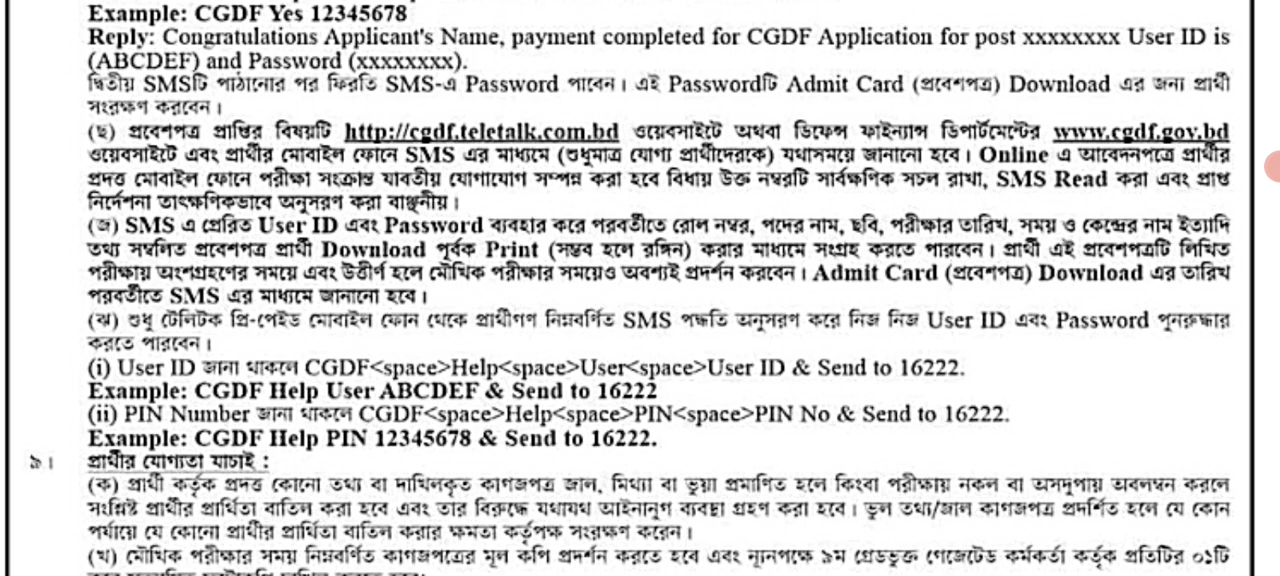 Example: CGDF Yes 12345678
Reply: Congratulations Applicant's Name, payment completed for CGDF Application for post xxxxxxxx User ID is
(ABCDEF) and Password (xxxxxxxx).
দ্বিতীয় SMSটি পাঠানোর পর ফিরতি SMS-এ Password পাবেন। এই Passwordটি Admit Card (প্রবেশপত্র) Download এর জন্য প্রার্থী
সংরক্ষণ করবেন।
(ছ) প্রবেশপত্র প্রাপ্তির বিষয়টি http://cgdf.teletalk.com.bd ওয়েবসাইটে অথবা ডিফেন্স ফাইন্যান্স ডিপার্টমেন্টের www.cgdf.gov.bd
ওয়েবসাইটে এবং প্রার্থীর মোবাইল ফোনে SMS এর মাধ্যমে (শুধুমাত্র যোগ্য প্রার্থীদেরকে) যথাসময়ে জানানো হবে। Online এ আবেদনপত্রে প্রার্থীর
প্রদত্ত মোবাইল ফোনে পরীক্ষা সংক্রান্ত যাবতীয় যোগাযোগ সম্পন্ন করা হবে বিধায় উক্ত নম্বরটি সার্বক্ষণিক সচল রাখা, SMS Read করা এবং প্রাপ্ত
নির্দেশনা তাৎক্ষণিকভাবে অনুসরণ করা বাঞ্ছনীয়।
(জ) SMS এ প্রেরিত User ID এবং Password ব্যবহার করে পরবর্তীতে রোল নম্বর, পদের নাম, ছবি, পরীক্ষার তারিখ, সময় ও কেন্দ্রের নাম ইত্যাদি
তথ্য সম্বলিত প্রবেশপত্র প্রার্থী Download পূর্বক Print (সম্ভব হলে রঙ্গিন) করার মাধ্যমে সংগ্রহ করতে পারবেন। প্রার্থী এই প্রবেশপত্রটি লিখিত
পরীক্ষায় অংশগ্রহণের সময়ে এবং উত্তীর্ণ হলে মৌখিক পরীক্ষার সময়েও অবশ্যই প্রদর্শন করবেন। Admit Card (প্রবেশপত্র) Download এর তারিখ
পরবর্তীতে SMS এর মাধ্যমে জানানো হবে।
(ঝ) শুধু টেলিটক প্রি-পেইড মোবাইল ফোন থেকে প্রার্থীগণ নিম্নবর্ণিত SMS পদ্ধতি অনুসরণ করে নিজ নিজ User ID এবং Password পুনরুদ্ধার
করতে পারবেন।
(i) User ID জানা থাকলে CGDF<space>Help<space>User<space>User ID & Send to 16222.
Example: CGDF Help User ABCDEF & Send to 16222
(ii) PIN Number জানা থাকলে CGDF<space>Help<space>PIN<space>PIN No & Send to 16222.
Example: CGDF Help PIN 12345678 & Send to 16222.
৯। প্রার্থীর যোগ্যতা যাচাই :
(ক) প্রার্থী কর্তৃক প্রদত্ত কোনো তথ্য বা দাখিলকৃত কাগজপত্র জাল, মিথ্যা বা ভুয়া প্রমাণিত হলে কিংবা পরীক্ষায় নকল বা অসদুপায় অবলম্বন করলে
সংশ্লিষ্ট প্রার্থীর প্রার্থিতা বাতিল করা হবে এবং তার বিরুদ্ধে যথাযথ আইনানুগ ব্যবস্থা গ্রহণ করা হবে। ভুল তথ্য/জাল কাগজপত্র প্রদর্শিত হলে যে কোন
পর্যায়ে যে কোনো প্রার্থীর প্রার্থিতা বাতিল করার ক্ষমতা কর্তৃপক্ষ সংরক্ষণ করেন।
(খ) মৌখিক পরীক্ষার সময় নিম্নবর্ণিত কাগজপত্রের মূল কপি প্রদর্শন করতে হবে এবং ন্যূনপক্ষে ৯ম গ্রেডভুক্ত গেজেটেড কর্মকর্তা কর্তৃক প্রতিটির ০১টি